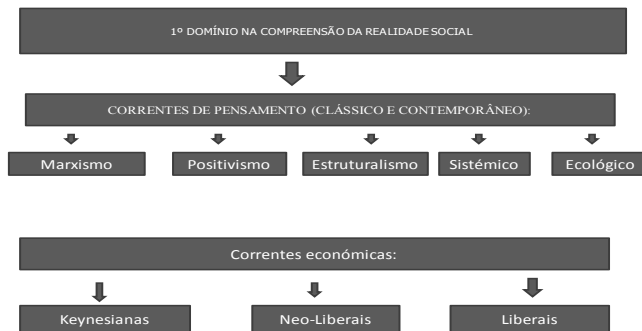 1º DOMÍNIO NA COMPREENSÃO DA REALIDADE SOCIAL
CORRENTES DE PENSAMENTO (CLÁSSICO E CONTEMPORÂNEO):
Marxismo
Positivismo
Estruturalismo
Sistémico
Ecológico
Correntes económicas:
Keynesianas
Neo-Liberais
Liberais